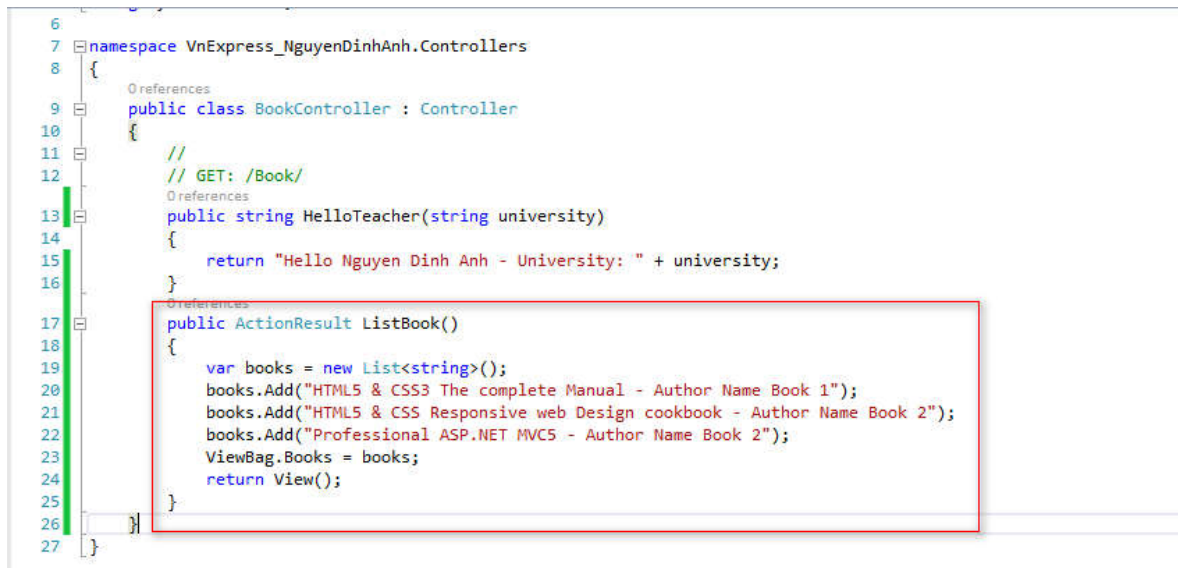 6
7 namespace VnExpress_NguyenDinhAnh.Controllers
8 {
0 references
9 public class BookController : Controller
10 {
11 //
12 // GET: /Book/
0 references
13 public string HelloTeacher(string university)
14 {
15 return "Hello Nguyen Dinh Anh - University: " + university;
16 }
0 references
17 public ActionResult ListBook()
18 {
19 var books = new List<string>();
20 books.Add("HTML5 & CSS3 The complete Manual - Author Name Book 1");
21 books.Add("HTML5 & CSS Responsive web Design cookbook - Author Name Book 2");
22 books.Add("Professional ASP.NET MVC5 - Author Name Book 2");
23 ViewBag.Books = books;
24 return View();
25 }
26 }
27 }